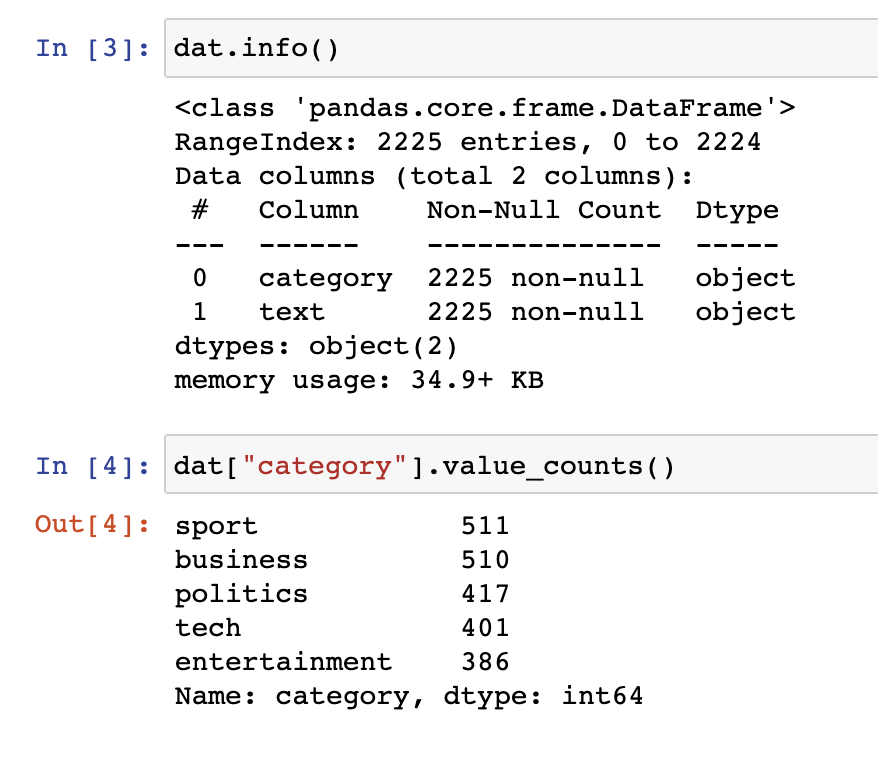 In [3]: dat.info()
<class 'pandas.core.frame.DataFrame'>
RangeIndex: 2225 entries, 0 to 2224
Data columns (total 2 columns):
 #   Column    Non-Null Count  Dtype
---  ------    --------------  -----
 0   category  2225 non-null   object
 1   text      2225 non-null   object
dtypes: object(2)
memory usage: 34.9+ KB
In [4]: dat["category"].value_counts()
Out[4]: sport            511
business         510
politics         417
tech             401
entertainment    386
Name: category, dtype: int64